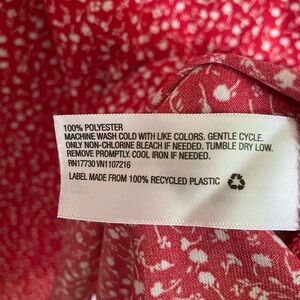 100% POLYESTER
MACHINE WASH COLD WITH LIKE COLORS. GENTLE CYCLE.
ONLY NON-CHLORINE BLEACH IF NEEDED. TUMBLE DRY LOW.
REMOVE PROMPTLY. COOL IRON IF NEEDED.
RN17730 VN1107216
LABEL MADE FROM 100% RECYCLED PLASTIC